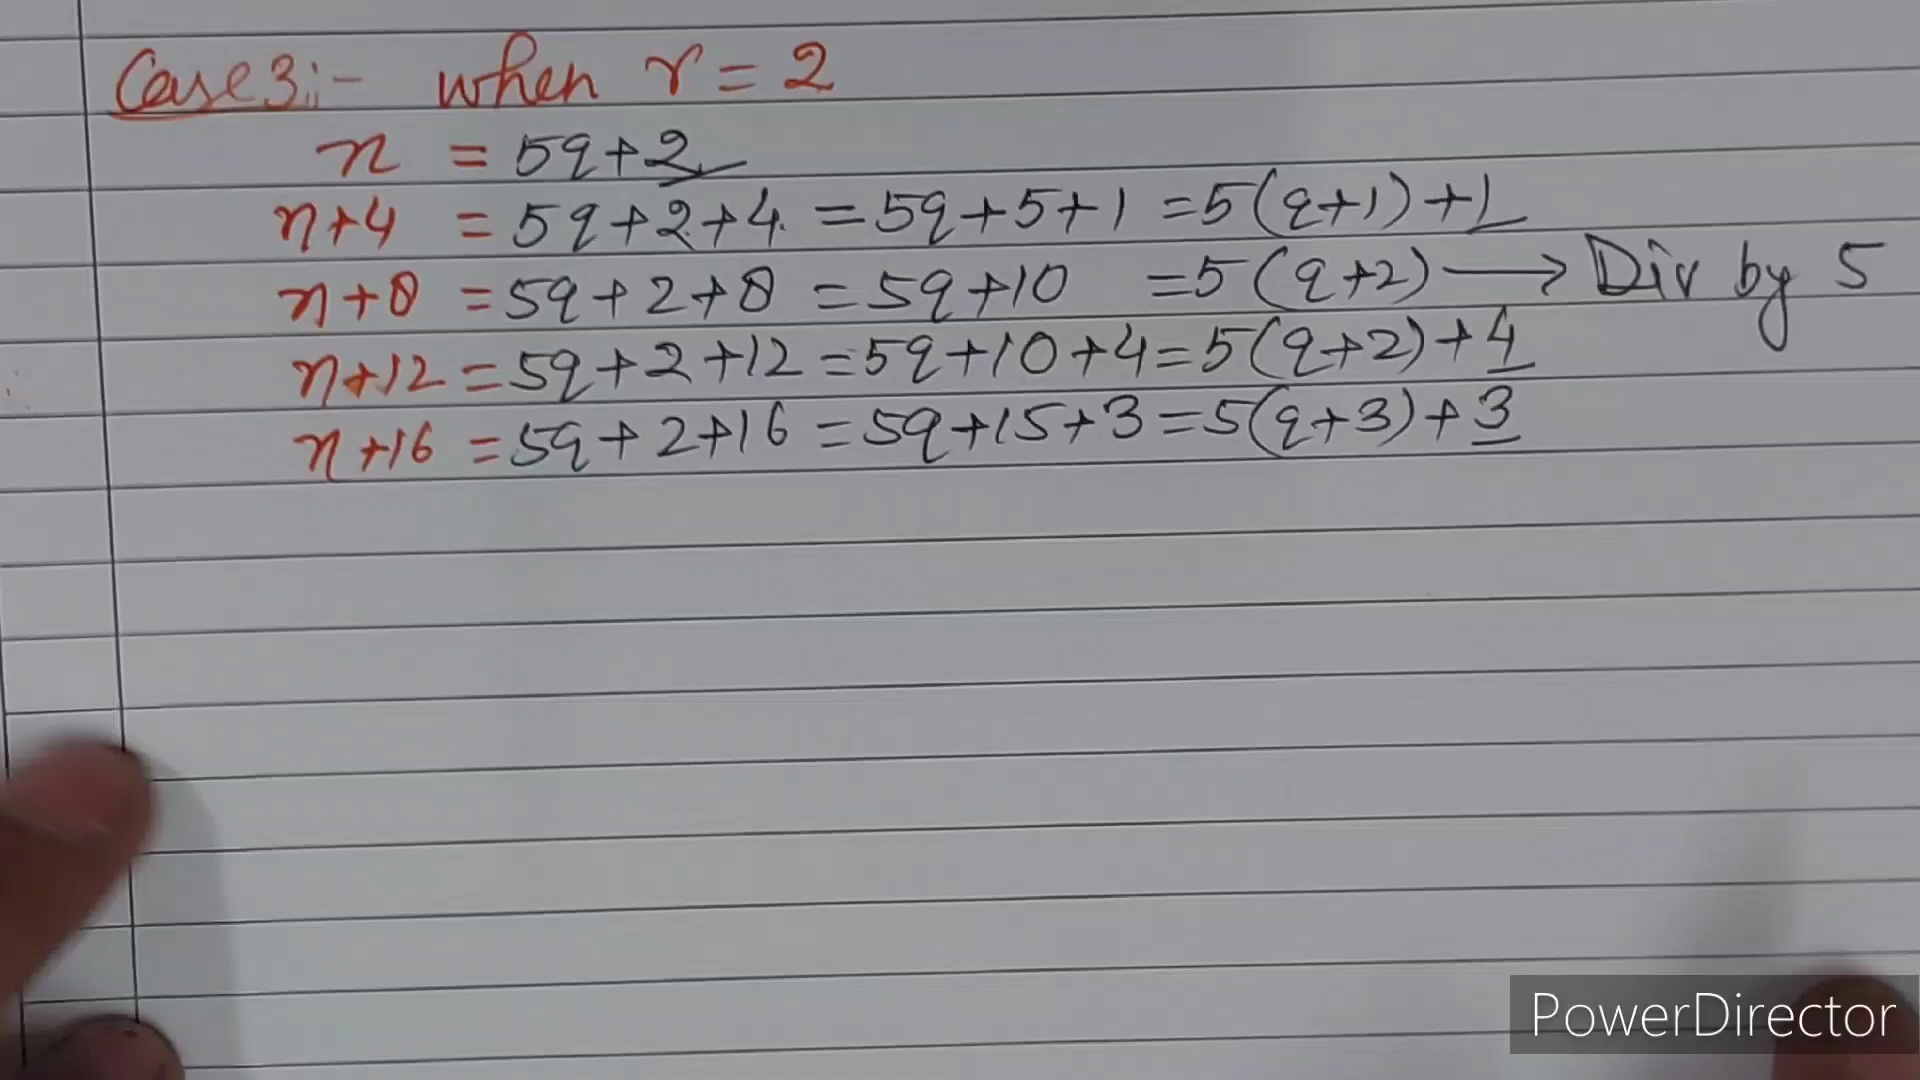 Case 3:- when r = 2
n = 5q+2
n+4 = 5q+2+4 = 5q+5+1 = 5(q+1)+1
n+8 = 5q+2+8 = 5q+10 = 5(q+2) → Div by 5
n+12 = 5q+2+12 = 5q+10+4 = 5(q+2)+4
n+16 = 5q+2+16 = 5q+15+3 = 5(q+3)+3
PowerDirector